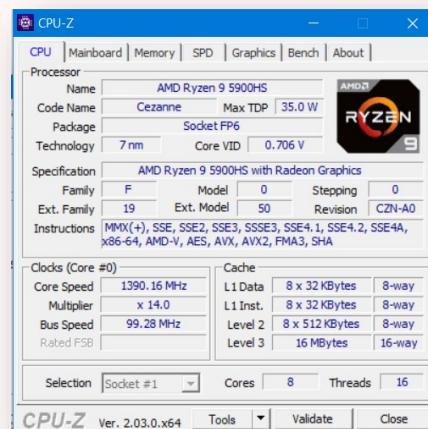 CPU-Z
CPU Mainboard Memory SPD Graphics Bench About
Processor
Name AMD Ryzen 9 5900HS
Code Name Cezanne Max TDP 35.0 W
Package Socket FP6
Technology 7 nm Core VID 0.706 V
AMD
RYZEN
9
Specification AMD Ryzen 9 5900HS with Radeon Graphics
Family F Model 0 Stepping 0
Ext. Family 19 Ext. Model 50 Revision CZN-A0
Instructions MMX(+), SSE, SSE2, SSE3, SSSE3, SSE4.1, SSE4.2, SSE4A,
x86-64, AMD-V, AES, AVX, AVX2, FMA3, SHA
Clocks (Core #0)
Core Speed 1390.16 MHz
Multiplier x 14.0
Bus Speed 99.28 MHz
Rated FSB
Cache
L1 Data 8 x 32 KBytes 8-way
L1 Inst. 8 x 32 KBytes 8-way
Level 2 8 x 512 KBytes 8-way
Level 3 16 MBytes 16-way
Selection Socket #1 Cores 8 Threads 16
CPU-Z Ver. 2.03.0.x64 Tools Validate Close